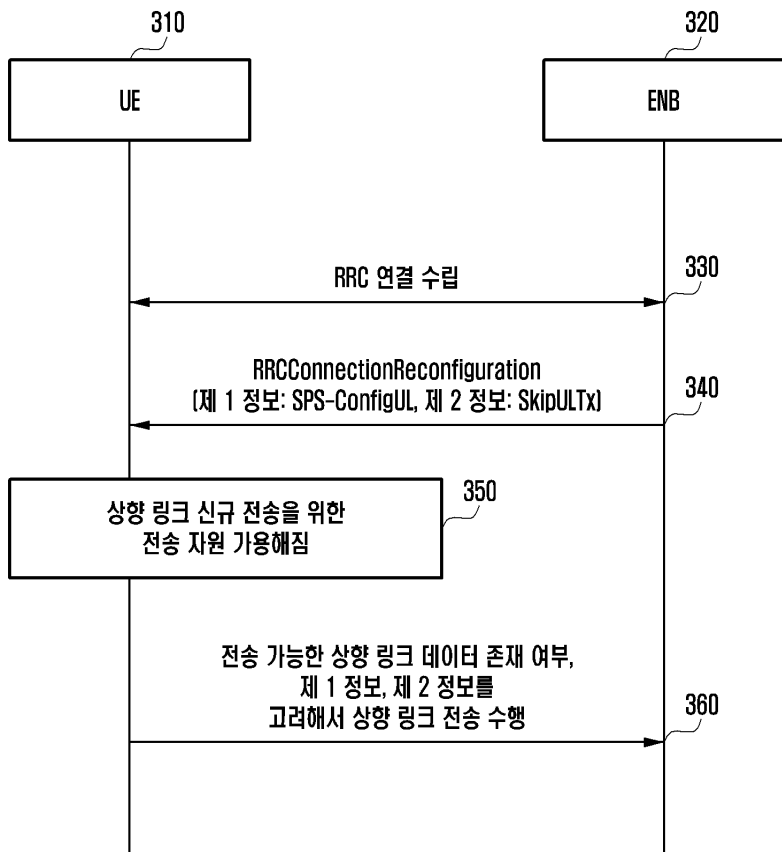 310
320
UE
ENB
RRC 연결 수립
330
RRCConnectionReconfiguration
(제 1 정보: SPS-ConfigUL, 제 2 정보: SkipULTx)
340
상향 링크 신규 전송을 위한
전송 자원 가용해짐
350
전송 가능한 상향 링크 데이터 존재 여부,
제 1 정보, 제 2 정보를
고려해서 상향 링크 전송 수행
360